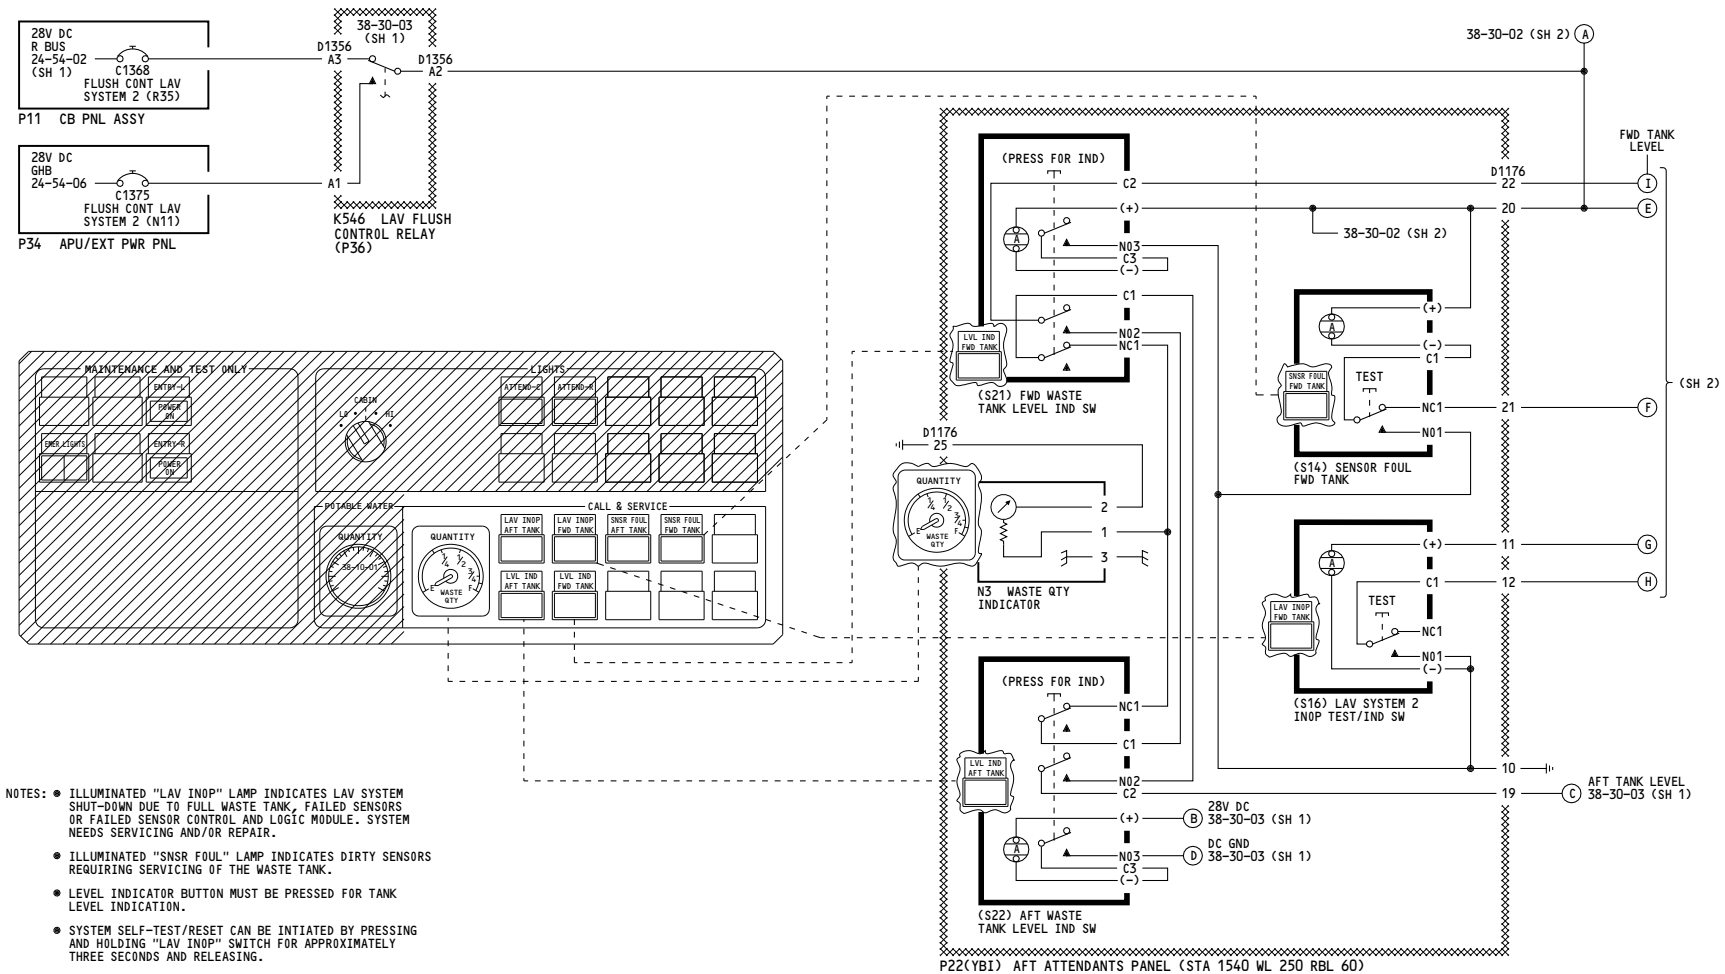 28V DC
R BUS
24-54-02
(SH 1)
C1368
FLUSH CONT LAV
SYSTEM 2 (R35)
P11 CB PNL ASSY
28V DC
GHB
24-54-06
C1375
FLUSH CONT LAV
SYSTEM 2 (N11)
P34 APU/EXT PWR PNL
38-30-03
(SH 1)
D1356
A3
D1356
A2
A1
K546 LAV FLUSH
CONTROL RELAY
(P36)
38-30-02 (SH 2) A
FWD TANK
LEVEL
D1176
22
I
20
E
38-30-02 (SH 2)
(PRESS FOR IND)
C2
(+)
A
NO3
C3
(-)
C1
NO2
NC1
LVL IND
FWD TANK
(S21) FWD WASTE
TANK LEVEL IND SW
(+)
A
(-)
C1
SNSR FOUL
FWD TANK
TEST
NC1
21
F
NO1
(S14) SENSOR FOUL
FWD TANK
(SH 2)
MAINTENANCE AND TEST ONLY
ENTRY-L
POWER
ON
EMER LIGHTS
ENTRY-R
POWER
ON
LIGHTS
CABIN
LO
HI
ATTEND-C
ATTEND-R
POTABLE WATER
QUANTITY
38-10-01
CALL & SERVICE
QUANTITY
E
1/4
1/2
3/4
F
WASTE
QTY
LAV INOP
AFT TANK
LAV INOP
FWD TANK
SNSR FOUL
AFT TANK
SNSR FOUL
FWD TANK
LVL IND
AFT TANK
LVL IND
FWD TANK
D1176
25
QUANTITY
E
1/4
1/2
3/4
F
WASTE
QTY
2
1
3
N3 WASTE QTY
INDICATOR
(+)
11
G
A
C1
12
H
TEST
LAV INOP
FWD TANK
NC1
NO1
(-)
(S16) LAV SYSTEM 2
INOP TEST/IND SW
(PRESS FOR IND)
NC1
C1
LVL IND
AFT TANK
NO2
C2
10
19
C
AFT TANK LEVEL
38-30-03 (SH 1)
(+)
B
28V DC
38-30-03 (SH 1)
A
NO3
D
DC GND
38-30-03 (SH 1)
C3
(-)
(S22) AFT WASTE
TANK LEVEL IND SW
P22(YBI) AFT ATTENDANTS PANEL (STA 1540 WL 250 RBL 60)
NOTES: ● ILLUMINATED "LAV INOP" LAMP INDICATES LAV SYSTEM
SHUT-DOWN DUE TO FULL WASTE TANK, FAILED SENSORS
OR FAILED SENSOR CONTROL AND LOGIC MODULE. SYSTEM
NEEDS SERVICING AND/OR REPAIR.
● ILLUMINATED "SNSR FOUL" LAMP INDICATES DIRTY SENSORS
REQUIRING SERVICING OF THE WASTE TANK.
● LEVEL INDICATOR BUTTON MUST BE PRESSED FOR TANK
LEVEL INDICATION.
● SYSTEM SELF-TEST/RESET CAN BE INTIATED BY PRESSING
AND HOLDING "LAV INOP" SWITCH FOR APPROXIMATELY
THREE SECONDS AND RELEASING.